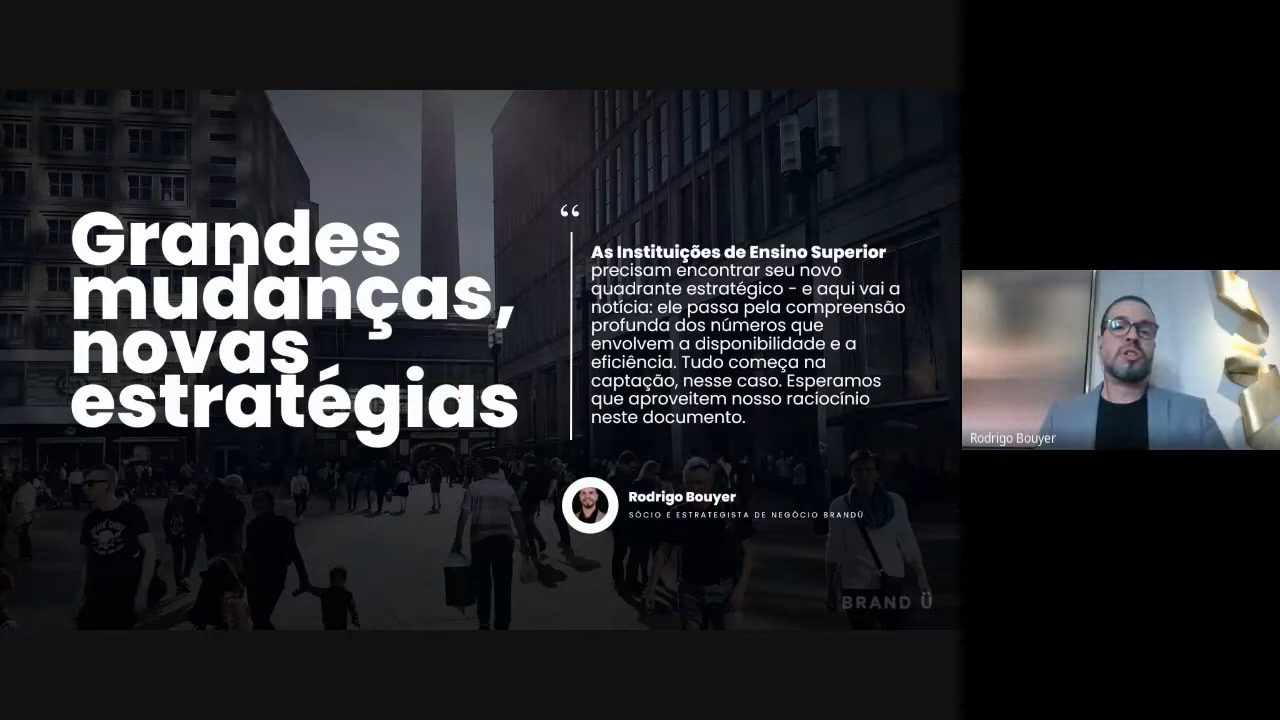 Grandes
mudanças,
novas
estratégias
“
As Instituições de Ensino Superior
precisam encontrar seu novo
quadrante estratégico - e aqui vai a
notícia: ele passa pela compreensão
profunda dos números que
envolvem a disponibilidade e a
eficiência. Tudo começa na
captação, nesse caso. Esperamos
que aproveitem nosso raciocínio
neste documento.
Rodrigo Bouyer
SÓCIO E ESTRATEGISTA DE NEGÓCIO BRANDÜ
BRAND Ü
Rodrigo Bouyer